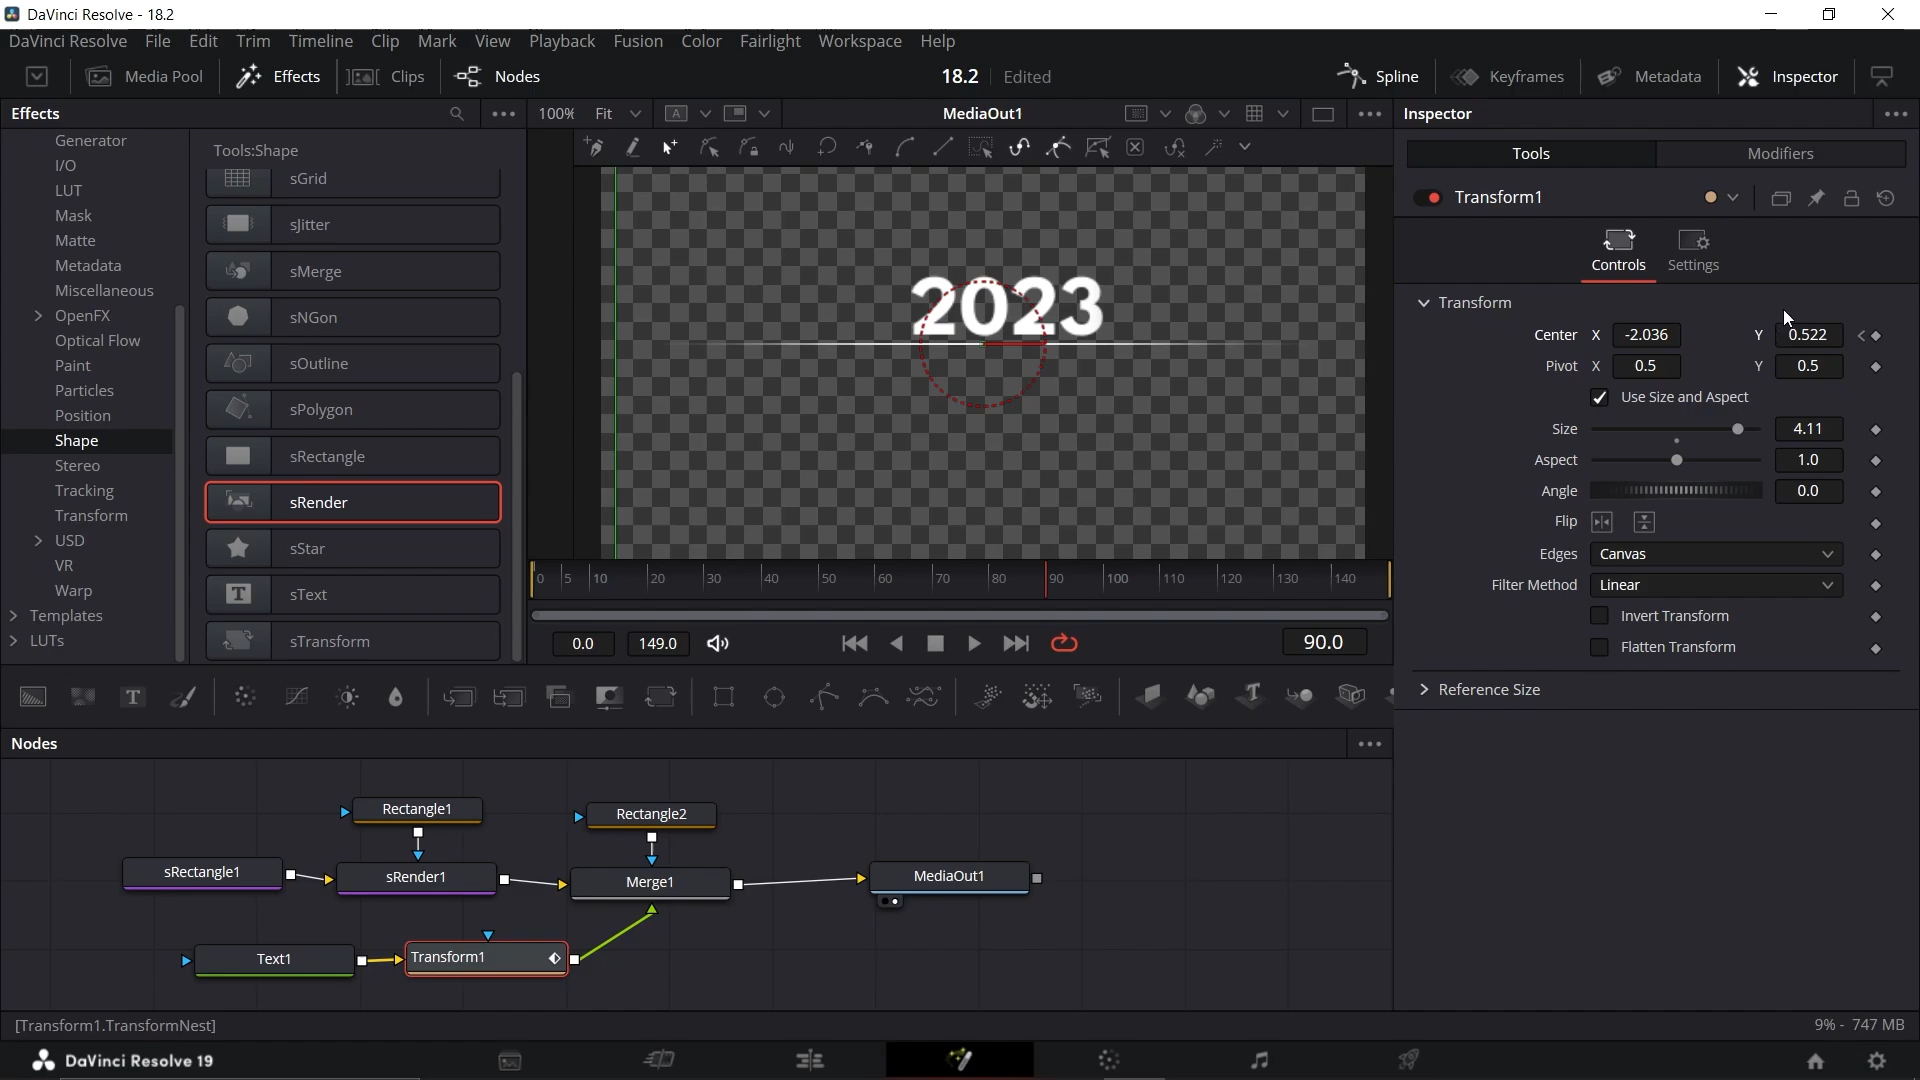 DaVinci Resolve - 18.2
DaVinci Resolve File Edit Trim Timeline Clip Mark View Playback Fusion Color Fairlight Workspace Help
Media Pool Effects Clips Nodes 18.2 Edited Spline Keyframes Metadata Inspector
Effects 100% Fit A MediaOut1 Inspector
Generator
I/O
LUT
Mask
Matte
Metadata
Miscellaneous
OpenFX
Optical Flow
Paint
Particles
Position
Shape
Stereo
Tracking
Transform
USD
VR
Warp
Templates
LUTs
Tools:Shape
sGrid
sJitter
sMerge
sNGon
sOutline
sPolygon
sRectangle
sRender
sStar
T sText
sTransform
2023
0 5 10 20 30 40 50 60 70 80 90 100 110 120 130 140
0.0 149.0 90.0
Tools Modifiers
Transform1
Controls Settings
Transform
Center X -2.036 Y 0.522
Pivot X 0.5 Y 0.5
Use Size and Aspect
Size 4.11
Aspect 1.0
Angle 0.0
Flip
Edges Canvas
Filter Method Linear
Invert Transform
Flatten Transform
Reference Size
Nodes
Rectangle1 Rectangle2
sRectangle1 sRender1 Merge1 MediaOut1
Text1 Transform1
[Transform1.TransformNest] 9% - 747 MB
DaVinci Resolve 19